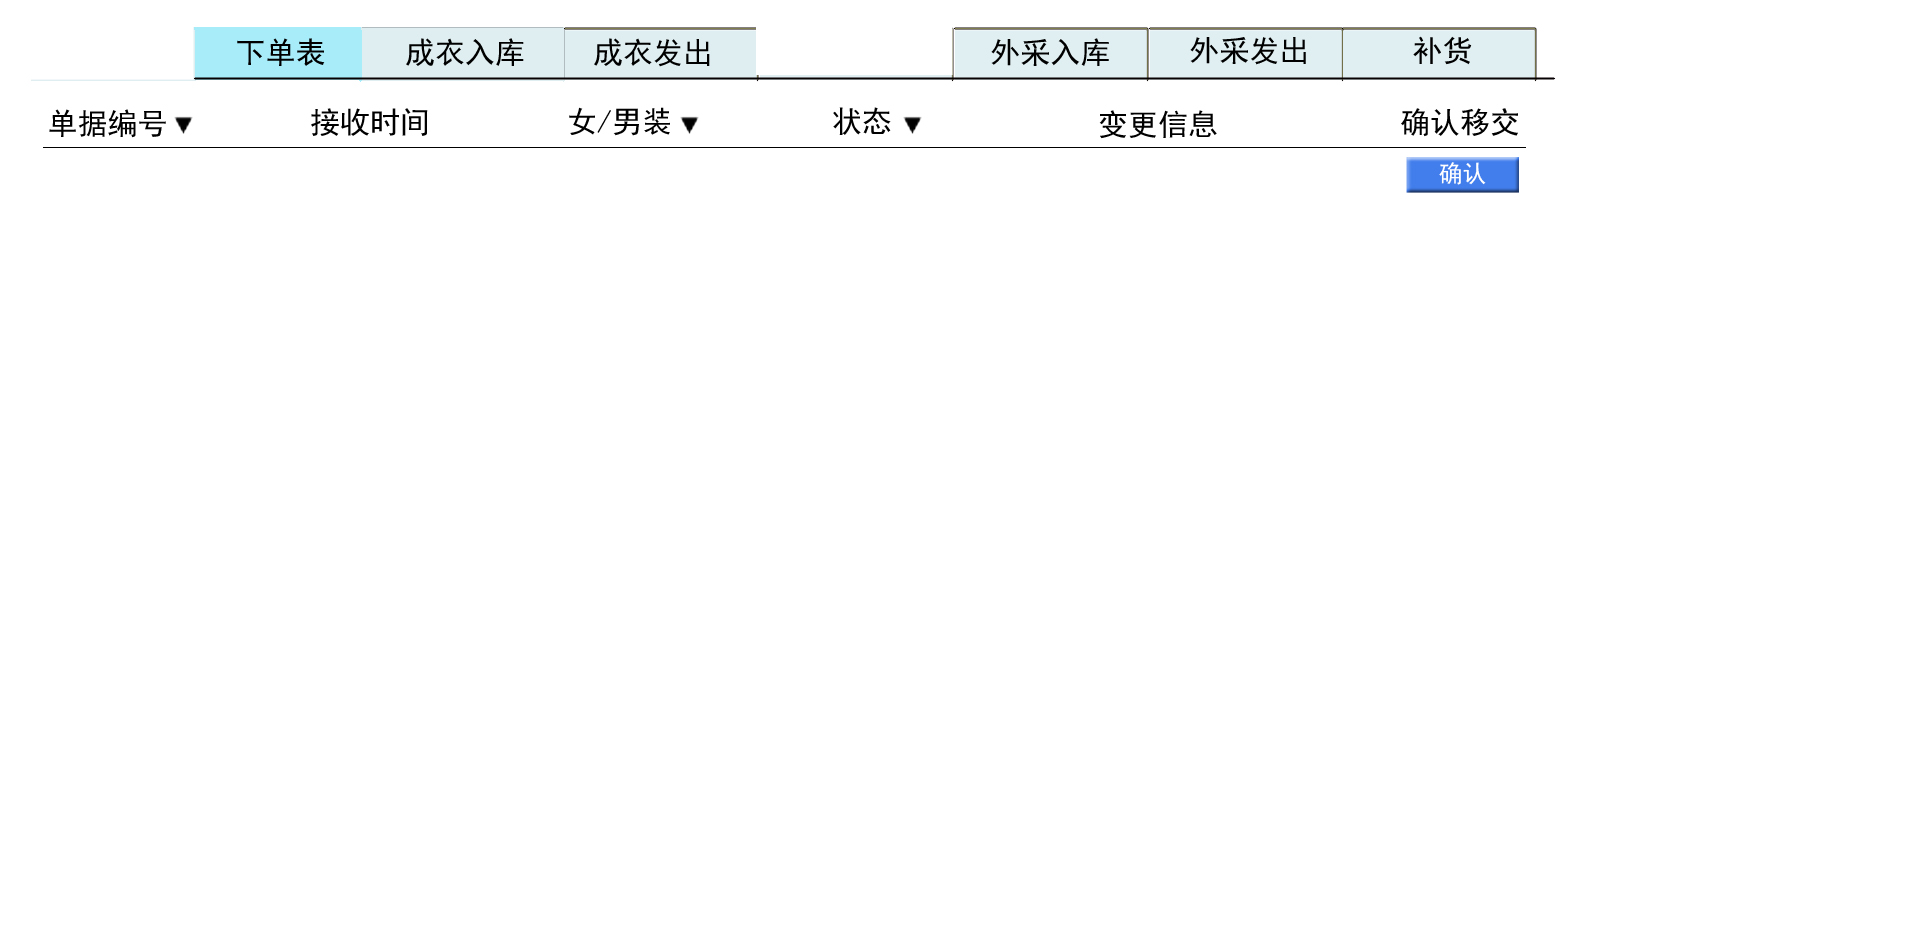 下单表 成衣入库 成衣发出 外采入库 外采发出 补货
单据编号▼ 接收时间 女/男装▼ 状态▼ 变更信息 确认移交
确认